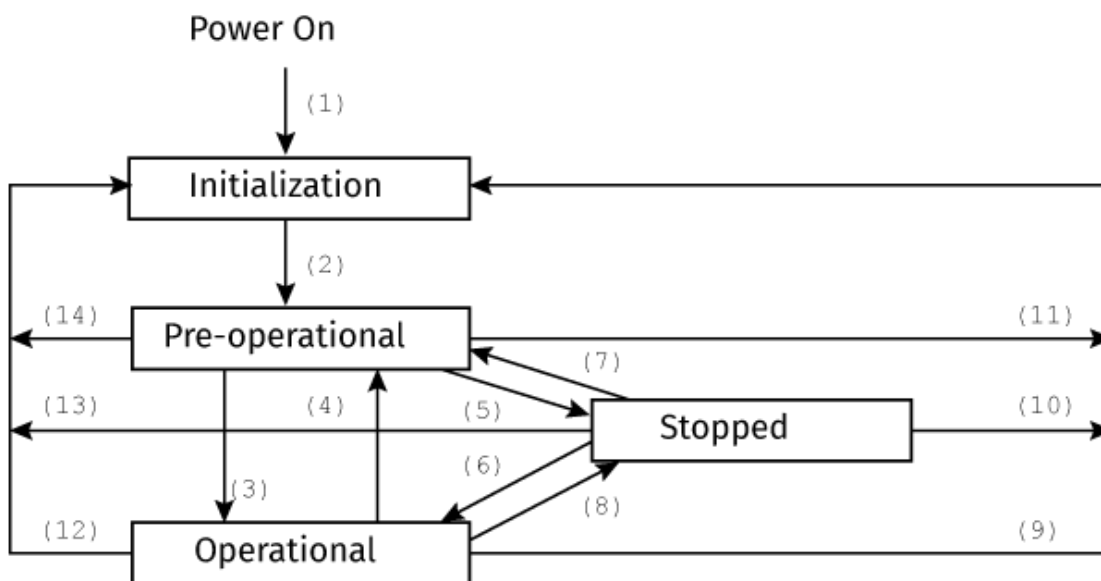 Power On
(1)
Initialization
(2)
(14)
Pre-operational
(11)
(7)
(13)
(4)
(5)
Stopped
(10)
(6)
(3)
(8)
(12)
Operational
(9)